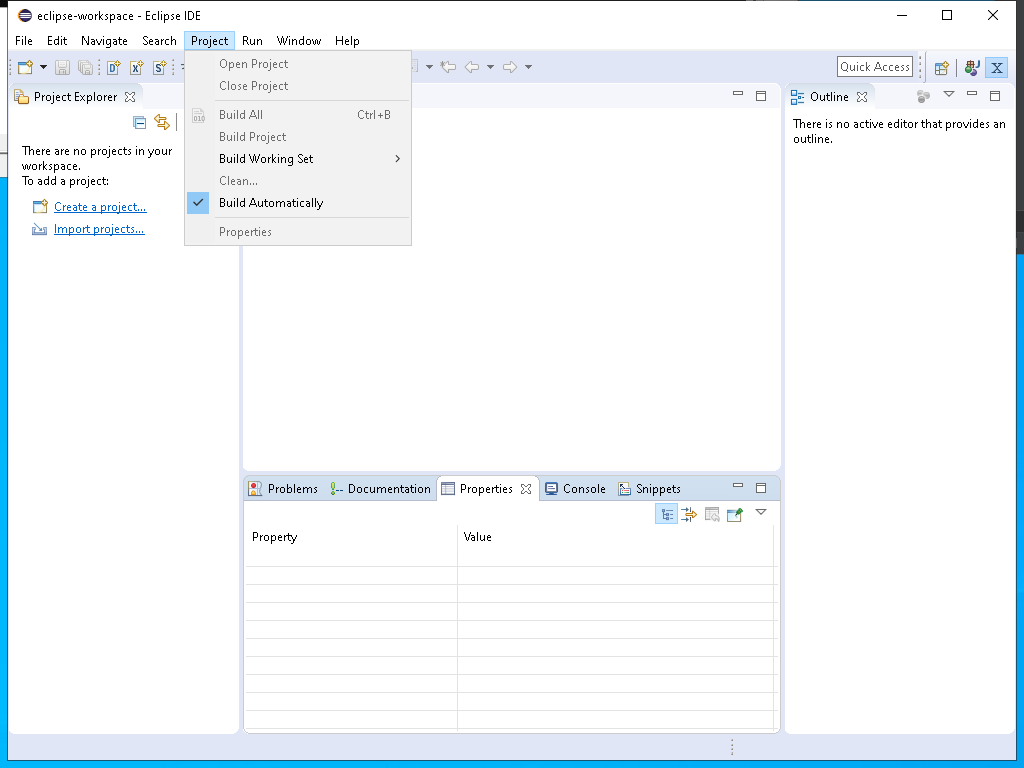 eclipse-workspace - Eclipse IDE
File Edit Navigate Search Project Run Window Help
Quick Access
Open Project
Close Project
Build All Ctrl+B
Build Project
Build Working Set
Clean...
Build Automatically
Properties
Project Explorer
There are no projects in your
workspace.
To add a project:
Create a project...
Import projects...
Outline
There is no active editor that provides an
outline.
Problems Documentation Properties Console Snippets
Property Value